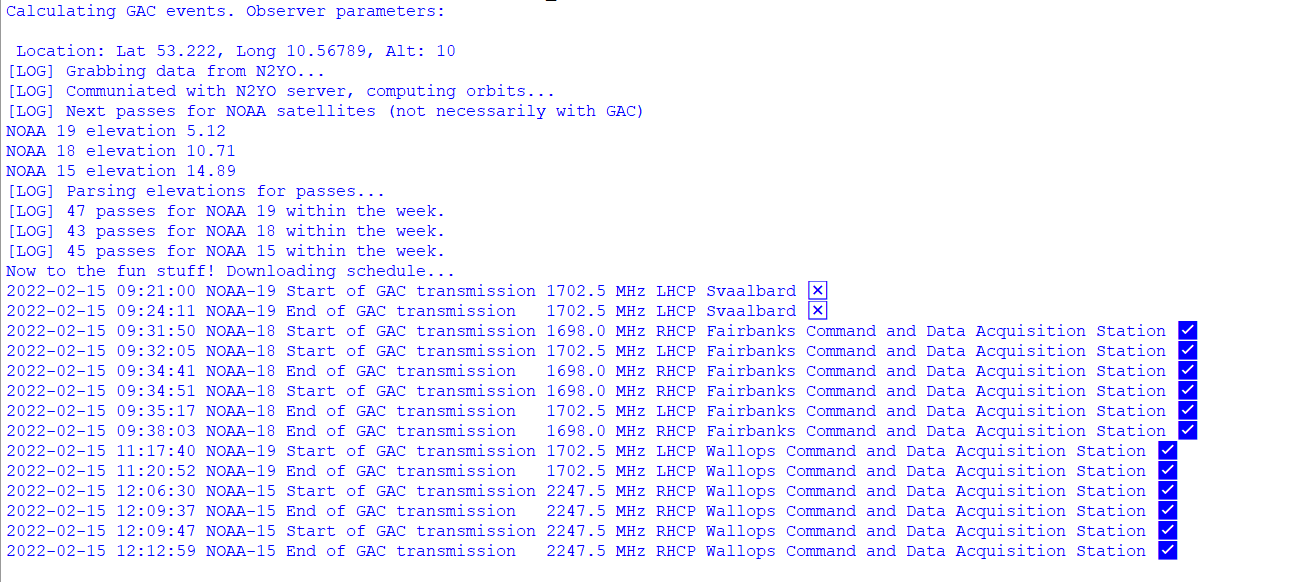 Calculating GAC events. Observer parameters:
Location: Lat 53.222, Long 10.56789, Alt: 10
[LOG] Grabbing data from N2YO...
[LOG] Communiated with N2YO server, computing orbits...
[LOG] Next passes for NOAA satellites (not necessarily with GAC)
NOAA 19 elevation 5.12
NOAA 18 elevation 10.71
NOAA 15 elevation 14.89
[LOG] Parsing elevations for passes...
[LOG] 47 passes for NOAA 19 within the week.
[LOG] 43 passes for NOAA 18 within the week.
[LOG] 45 passes for NOAA 15 within the week.
Now to the fun stuff! Downloading schedule...
2022-02-15 09:21:00 NOAA-19 Start of GAC transmission 1702.5 MHz LHCP Svaalbard ❎
2022-02-15 09:24:11 NOAA-19 End of GAC transmission   1702.5 MHz LHCP Svaalbard ❎
2022-02-15 09:31:50 NOAA-18 Start of GAC transmission 1698.0 MHz RHCP Fairbanks Command and Data Acquisition Station ✅
2022-02-15 09:32:05 NOAA-18 Start of GAC transmission 1702.5 MHz LHCP Fairbanks Command and Data Acquisition Station ✅
2022-02-15 09:34:41 NOAA-18 End of GAC transmission   1698.0 MHz RHCP Fairbanks Command and Data Acquisition Station ✅
2022-02-15 09:34:51 NOAA-18 Start of GAC transmission 1698.0 MHz RHCP Fairbanks Command and Data Acquisition Station ✅
2022-02-15 09:35:17 NOAA-18 End of GAC transmission   1702.5 MHz LHCP Fairbanks Command and Data Acquisition Station ✅
2022-02-15 09:38:03 NOAA-18 End of GAC transmission   1698.0 MHz RHCP Fairbanks Command and Data Acquisition Station ✅
2022-02-15 11:17:40 NOAA-19 Start of GAC transmission 1702.5 MHz LHCP Wallops Command and Data Acquisition Station ✅
2022-02-15 11:20:52 NOAA-19 End of GAC transmission   1702.5 MHz LHCP Wallops Command and Data Acquisition Station ✅
2022-02-15 12:06:30 NOAA-15 Start of GAC transmission 2247.5 MHz RHCP Wallops Command and Data Acquisition Station ✅
2022-02-15 12:09:37 NOAA-15 End of GAC transmission   2247.5 MHz RHCP Wallops Command and Data Acquisition Station ✅
2022-02-15 12:09:47 NOAA-15 Start of GAC transmission 2247.5 MHz RHCP Wallops Command and Data Acquisition Station ✅
2022-02-15 12:12:59 NOAA-15 End of GAC transmission   2247.5 MHz RHCP Wallops Command and Data Acquisition Station ✅